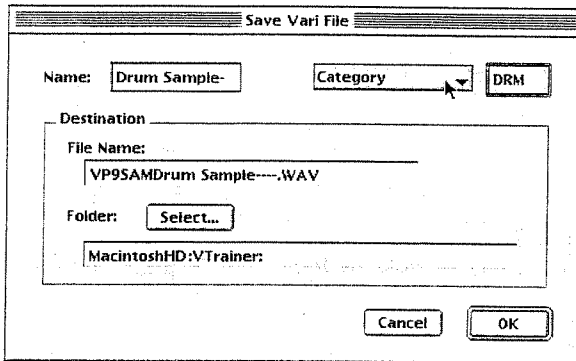 Save Vari File
Name: Drum Sample- Category DRM
Destination
File Name:
VP9SAMDrum Sample----.WAV
Folder: Select...
MacintoshHD:VTrainer:
Cancel OK